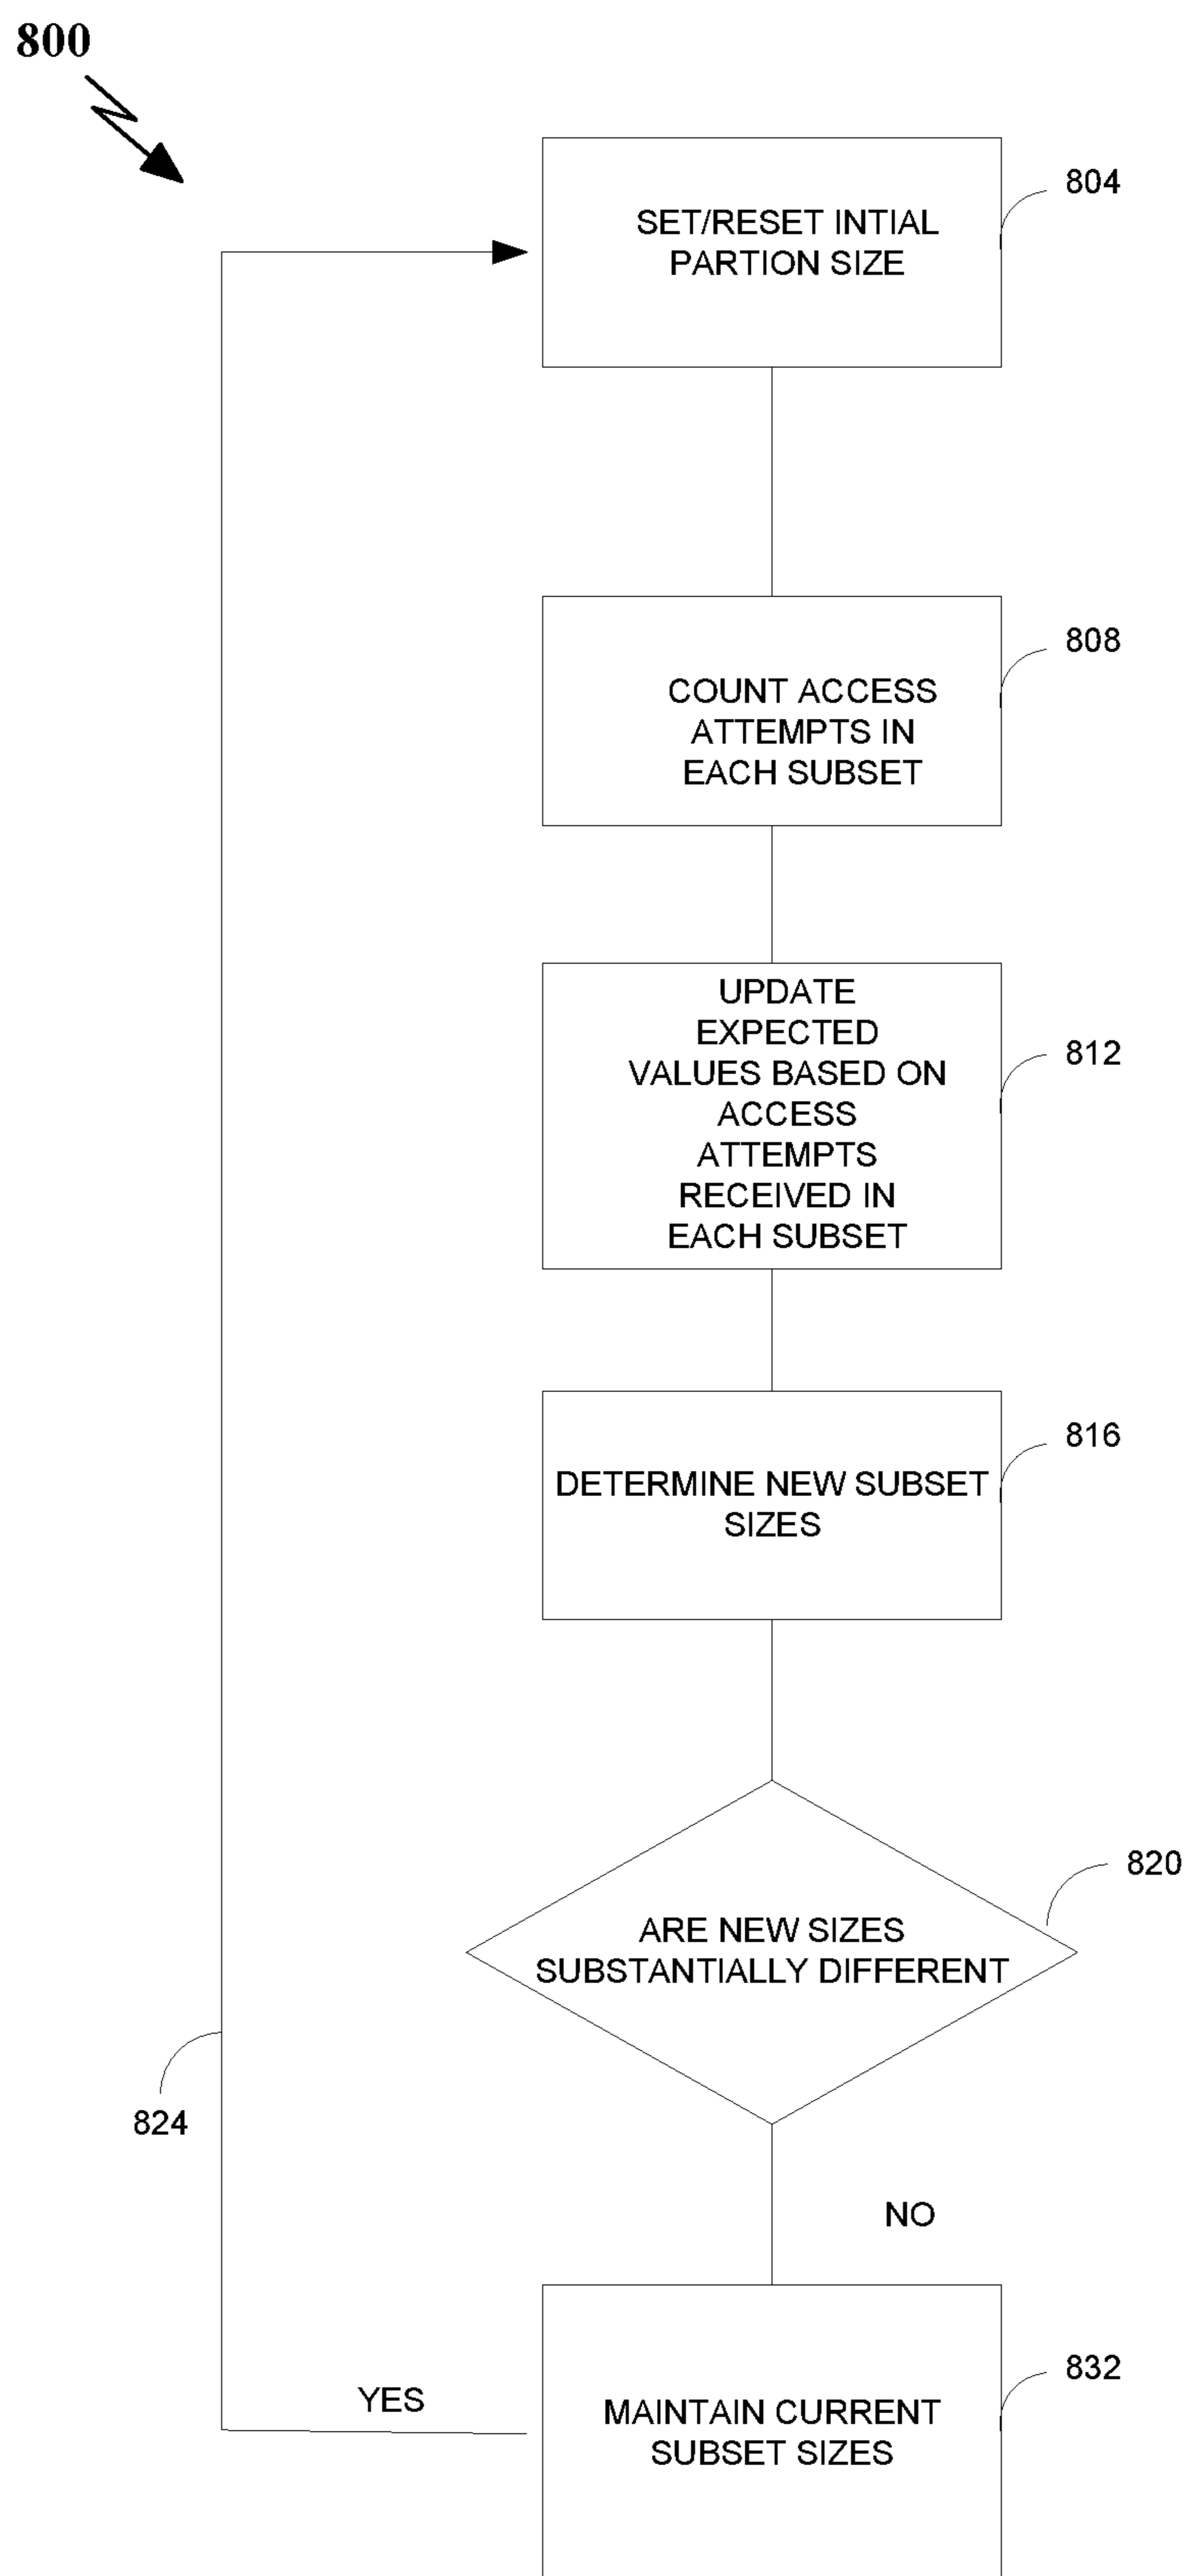 800
804
SET/RESET INTIAL
PARTION SIZE
808
COUNT ACCESS
ATTEMPTS IN
EACH SUBSET
UPDATE
EXPECTED
VALUES BASED ON
ACCESS
ATTEMPTS
RECEIVED IN
EACH SUBSET
812
816
DETERMINE NEW SUBSET
SIZES
820
ARE NEW SIZES
SUBSTANTIALLY DIFFERENT
824
NO
832
YES
MAINTAIN CURRENT
SUBSET SIZES